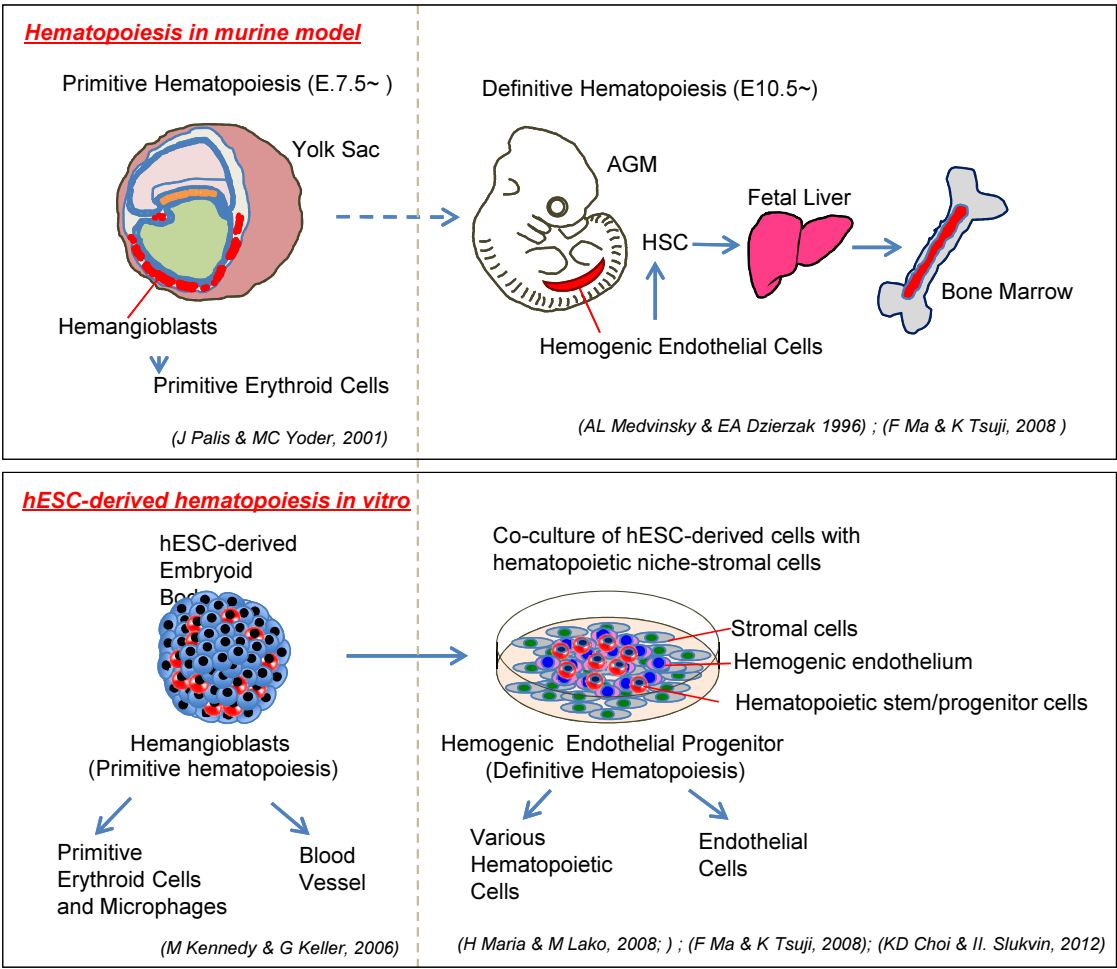 Hematopoiesis in murine model
Primitive Hematopoiesis (E.7.5~ )
Yolk Sac
Hemangioblasts
Primitive Erythroid Cells
(J Palis & MC Yoder, 2001)
Definitive Hematopoiesis (E10.5~)
AGM
HSC
Fetal Liver
Bone Marrow
Hemogenic Endothelial Cells
(AL Medvinsky & EA Dzierzak 1996) ; (F Ma & K Tsuji, 2008 )
hESC-derived hematopoiesis in vitro
hESC-derived
Embryoid
Hemangioblasts
(Primitive hematopoiesis)
Primitive
Erythroid Cells
and Microphages
Blood
Vessel
(M Kennedy & G Keller, 2006)
Co-culture of hESC-derived cells with
hematopoietic niche-stromal cells
Stromal cells
Hemogenic endothelium
Hematopoietic stem/progenitor cells
Hemogenic Endothelial Progenitor
(Definitive Hematopoiesis)
Various
Hematopoietic
Cells
Endothelial
Cells
(H Maria & M Lako, 2008; ) ; (F Ma & K Tsuji, 2008); (KD Choi & II. Slukvin, 2012)